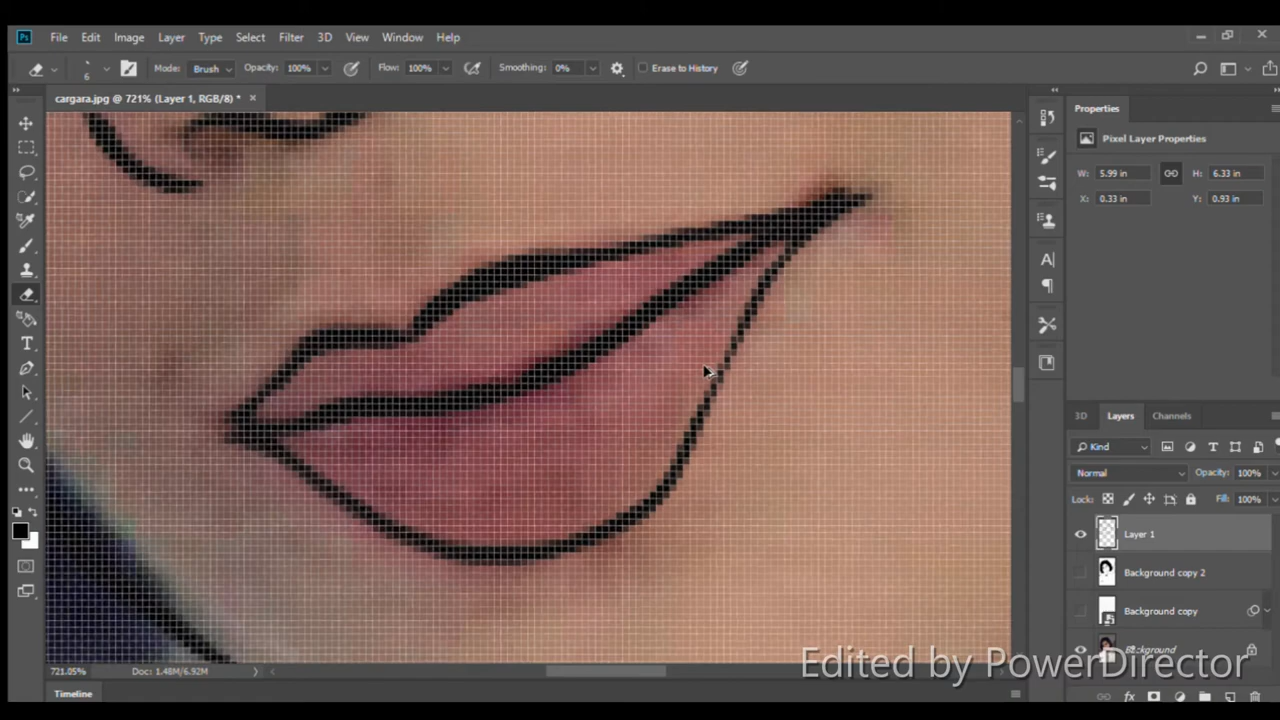 Ps File Edit Image Layer Type Select Filter 3D View Window Help
6 Mode: Brush Opacity: 100% Flow: 100% Smoothing: 0% Erase to History
cargara.jpg @ 721% (Layer 1, RGB/8) *
Properties
Pixel Layer Properties
W: 5.99 in H: 6.33 in
X: 0.33 in Y: 0.93 in
3D Layers Channels
Kind
Normal Opacity: 100%
Lock: Fill: 100%
Layer 1
Background copy 2
Background copy
Background
Edited by PowerDirector
721.05% Doc: 1.48M/6.92M
Timeline